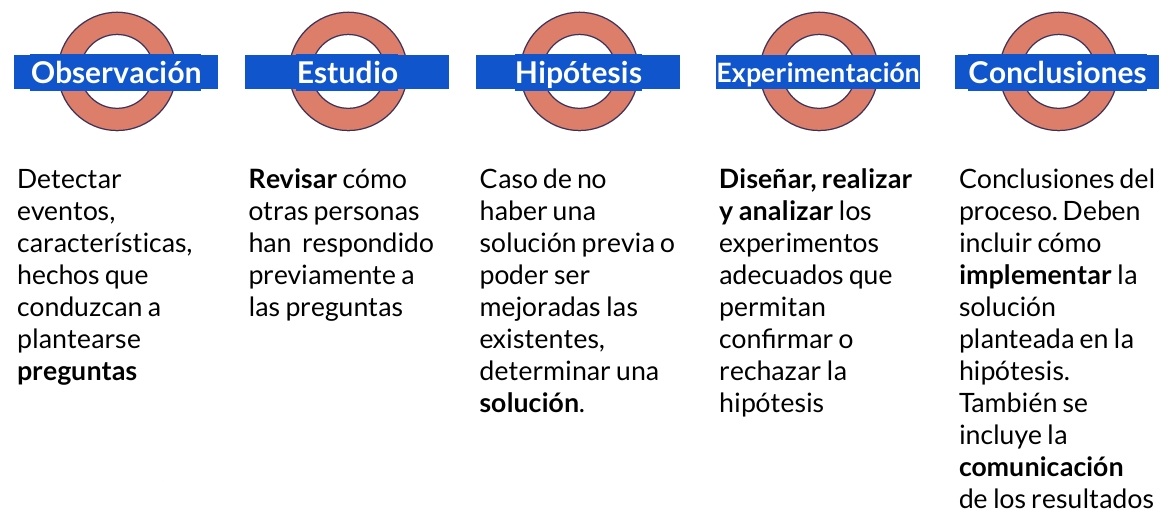 Observación
Detectar
eventos,
características,
hechos que
conduzcan a
plantearse
preguntas
Estudio
Revisar cómo
otras personas
han respondido
previamente a
las preguntas
Hipótesis
Caso de no
haber una
solución previa o
poder ser
mejoradas las
existentes,
determinar una
solución.
Experimentación
Diseñar, realizar
y analizar los
experimentos
adecuados que
permitan
confirmar o
rechazar la
hipótesis
Conclusiones
Conclusiones del
proceso. Deben
incluir cómo
implementar la
solución
planteada en la
hipótesis.
También se
incluye la
comunicación
de los resultados